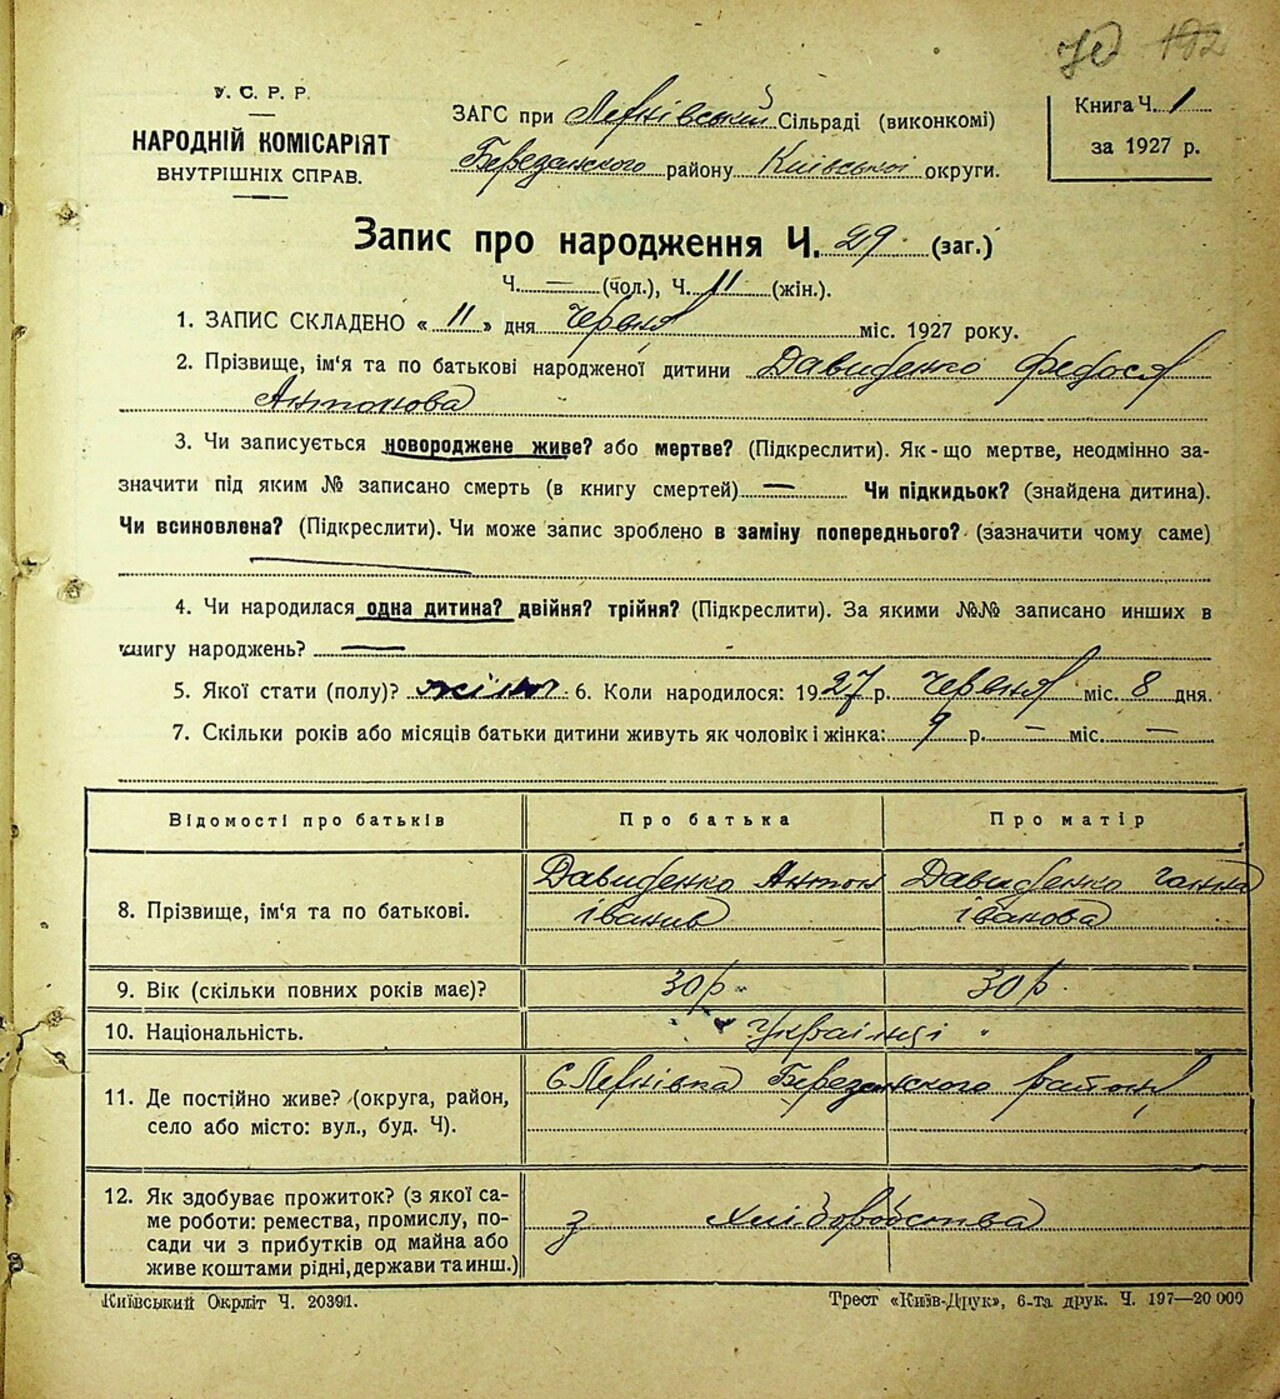 70 102
У. С. Р. Р.
НАРОДНІЙ КОМІСАРІЯТ
ВНУТРІШНІХ СПРАВ.
ЗАГС при Лехнівській Сільраді (виконкомі)
Березанського району Київської округи.
Книга Ч. 1
за 1927 р.
Запис про народження Ч. 29 (заг.)
Ч. — (чол.), Ч. 11 (жін.).
1. ЗАПИС СКЛАДЕНО « 11 » дня Червня міс. 1927 року.
2. Прізвище, ім'я та по батькові народженої дитини Давиденко Федося
Антонова
3. Чи записується новороджене живе? або мертве? (Підкреслити). Як-що мертве, неодмінно за-
значити під яким № записано смерть (в книгу смертей) — Чи підкидьок? (знайдена дитина).
Чи всиновлена? (Підкреслити). Чи може запис зроблено в заміну попереднього? (зазначити чому саме)
4. Чи народилася одна дитина? двійня? трійня? (Підкреслити). За якими №№ записано инших в
книгу народжень? —
5. Якої стати (полу)? жіноч. 6. Коли народилося: 1927 р. Червня міс. 8 дня.
7. Скільки років або місяців батьки дитини живуть як чоловік і жінка: 9 р. — міс. —
Відомості про батьків Про батька Про матір
8. Прізвище, ім'я та по батькові. Давиденко Антон Іванів Давиденко Ганна Іванова
9. Вік (скільки повних років має)? 30 р. 30 р.
10. Національність. Українці
11. Де постійно живе? (округа, район,
село або місто: вул., буд. Ч).
с Лехнівка Березанського району
12. Як здобуває прожиток? (з якої са-
ме роботи: ремества, промислу, по-
сади чи з прибутків од майна або
живе коштами рідні, держави та инш.)
з хліборобства
Київський Окрліт Ч. 20391.
Трест «Київ-Друк», 6-та друк. Ч. 197—20 000